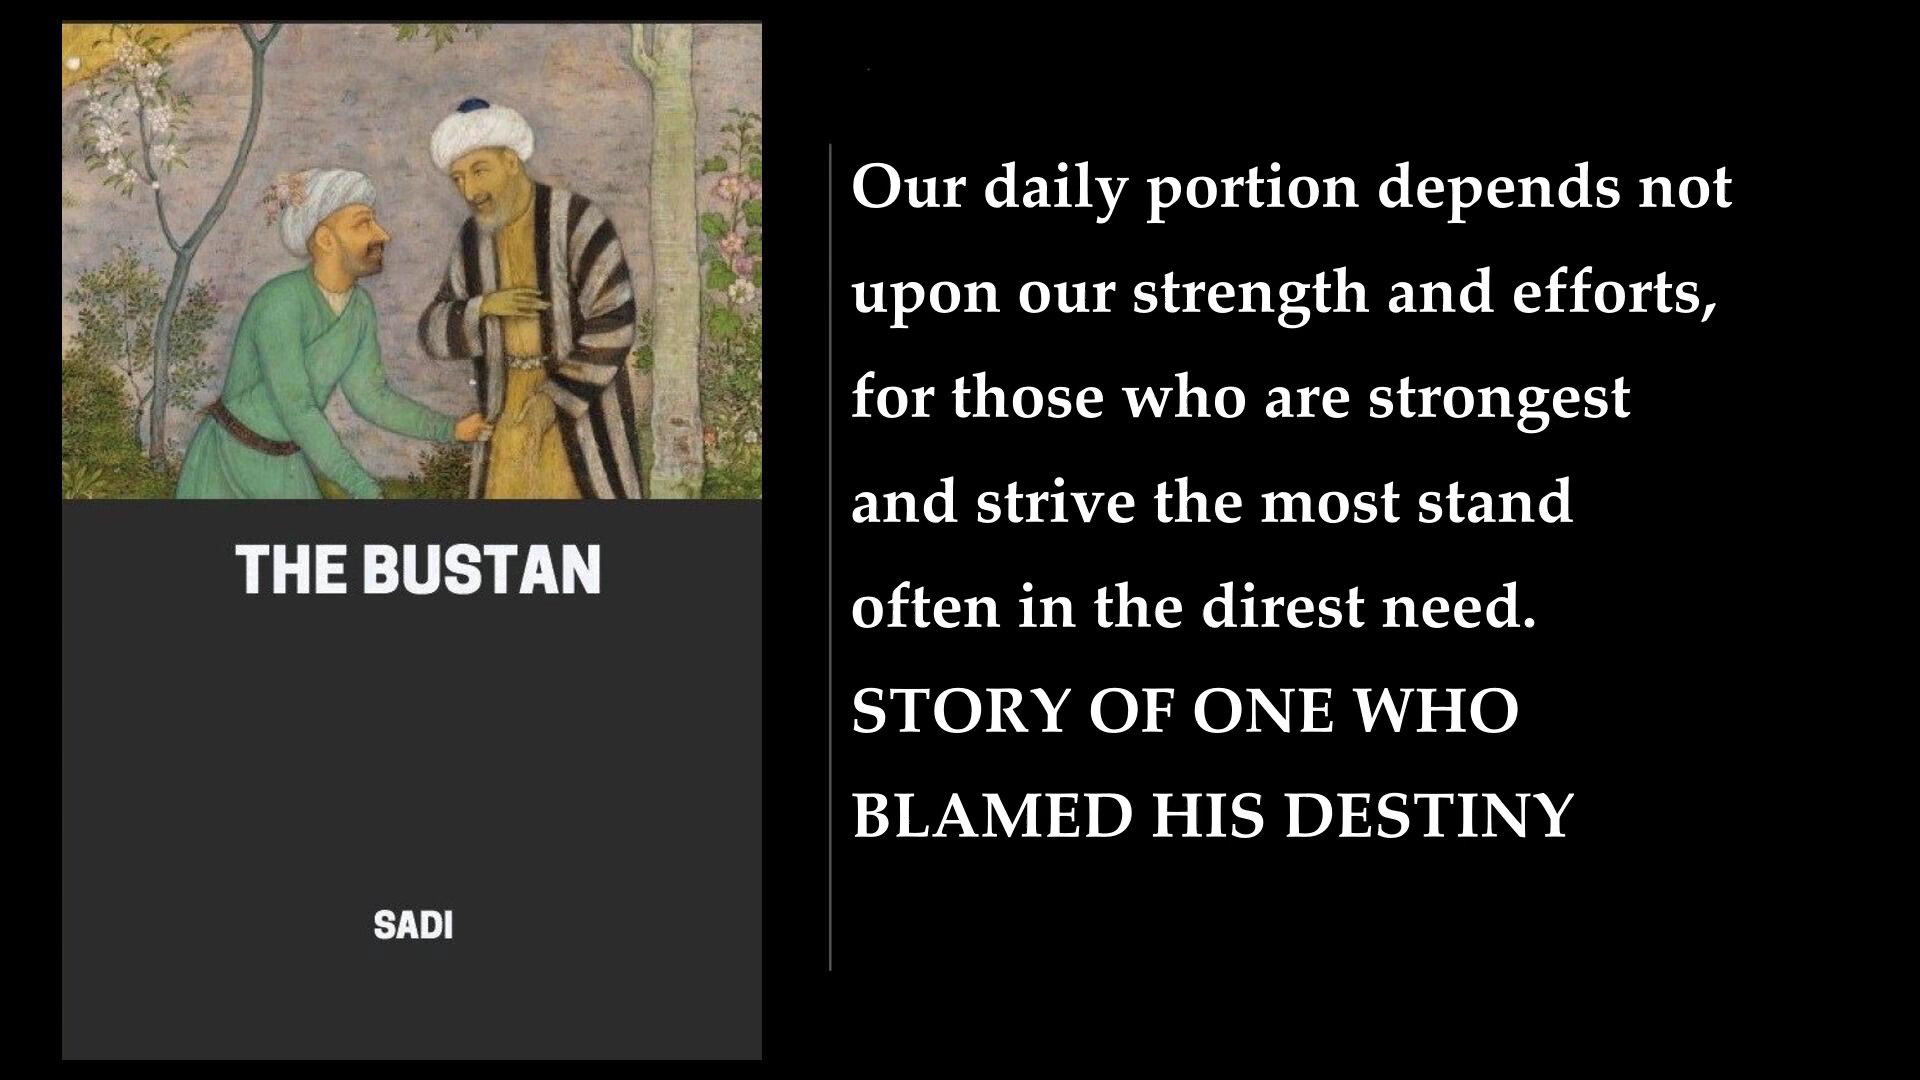 THE BUSTAN
SADI
Our daily portion depends not
upon our strength and efforts,
for those who are strongest
and strive the most stand
often in the direst need.
STORY OF ONE WHO
BLAMED HIS DESTINY